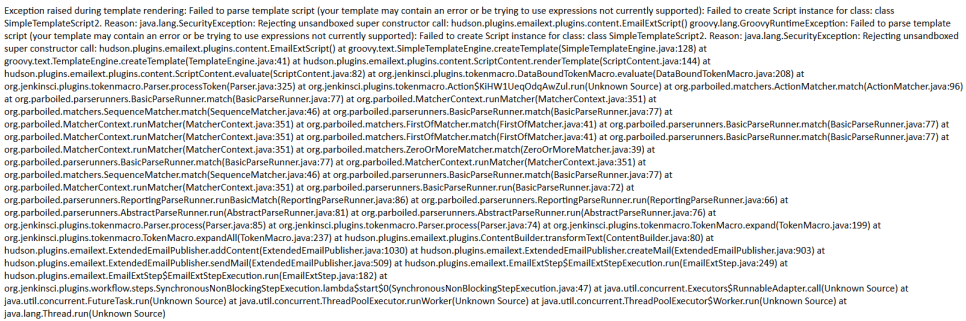 Exception raised during template rendering: Failed to parse template script (your template may contain an error or be trying to use expressions not currently supported): Failed to create Script instance for class: class
SimpleTemplateScript2. Reason: java.lang.SecurityException: Rejecting unsandboxed super constructor call: hudson.plugins.emailext.plugins.content.EmailExtScript() groovy.lang.GroovyRuntimeException: Failed to parse template
script (your template may contain an error or be trying to use expressions not currently supported): Failed to create Script instance for class: class SimpleTemplateScript2. Reason: java.lang.SecurityException: Rejecting unsandboxed
super constructor call: hudson.plugins.emailext.plugins.content.EmailExtScript() at groovy.text.SimpleTemplateEngine.createTemplate(SimpleTemplateEngine.java:128) at
groovy.text.TemplateEngine.createTemplate(TemplateEngine.java:41) at hudson.plugins.emailext.plugins.content.ScriptContent.renderTemplate(ScriptContent.java:144) at
hudson.plugins.emailext.plugins.content.ScriptContent.evaluate(ScriptContent.java:82) at org.jenkinsci.plugins.tokenmacro.DataBoundTokenMacro.evaluate(DataBoundTokenMacro.java:208) at
org.jenkinsci.plugins.tokenmacro.Parser.processToken(Parser.java:325) at org.jenkinsci.plugins.tokenmacro.Action$KiHW1UeqOdqAwZul.run(Unknown Source) at org.parboiled.matchers.ActionMatcher.match(ActionMatcher.java:96)
at org.parboiled.parserunners.BasicParseRunner.match(BasicParseRunner.java:77) at org.parboiled.MatcherContext.runMatcher(MatcherContext.java:351) at
org.parboiled.matchers.SequenceMatcher.match(SequenceMatcher.java:46) at org.parboiled.parserunners.BasicParseRunner.match(BasicParseRunner.java:77) at
org.parboiled.MatcherContext.runMatcher(MatcherContext.java:351) at org.parboiled.matchers.FirstOfMatcher.match(FirstOfMatcher.java:41) at org.parboiled.parserunners.BasicParseRunner.match(BasicParseRunner.java:77) at
org.parboiled.MatcherContext.runMatcher(MatcherContext.java:351) at org.parboiled.matchers.FirstOfMatcher.match(FirstOfMatcher.java:41) at org.parboiled.parserunners.BasicParseRunner.match(BasicParseRunner.java:77) at
org.parboiled.MatcherContext.runMatcher(MatcherContext.java:351) at org.parboiled.matchers.ZeroOrMoreMatcher.match(ZeroOrMoreMatcher.java:39) at
org.parboiled.parserunners.BasicParseRunner.match(BasicParseRunner.java:77) at org.parboiled.MatcherContext.runMatcher(MatcherContext.java:351) at
org.parboiled.matchers.SequenceMatcher.match(SequenceMatcher.java:46) at org.parboiled.parserunners.BasicParseRunner.match(BasicParseRunner.java:77) at
org.parboiled.MatcherContext.runMatcher(MatcherContext.java:351) at org.parboiled.parserunners.BasicParseRunner.run(BasicParseRunner.java:72) at
org.parboiled.parserunners.ReportingParseRunner.runBasicMatch(ReportingParseRunner.java:86) at org.parboiled.parserunners.ReportingParseRunner.run(ReportingParseRunner.java:66) at
org.parboiled.parserunners.AbstractParseRunner.run(AbstractParseRunner.java:81) at org.parboiled.parserunners.AbstractParseRunner.run(AbstractParseRunner.java:76) at
org.jenkinsci.plugins.tokenmacro.Parser.process(Parser.java:85) at org.jenkinsci.plugins.tokenmacro.Parser.process(Parser.java:74) at org.jenkinsci.plugins.tokenmacro.TokenMacro.expand(TokenMacro.java:199) at
org.jenkinsci.plugins.tokenmacro.TokenMacro.expandAll(TokenMacro.java:237) at hudson.plugins.emailext.plugins.ContentBuilder.transformText(ContentBuilder.java:80) at
hudson.plugins.emailext.ExtendedEmailPublisher.addContent(ExtendedEmailPublisher.java:1030) at hudson.plugins.emailext.ExtendedEmailPublisher.createMail(ExtendedEmailPublisher.java:903) at
hudson.plugins.emailext.ExtendedEmailPublisher.sendMail(ExtendedEmailPublisher.java:509) at hudson.plugins.emailext.EmailExtStep$EmailExtStepExecution.run(EmailExtStep.java:249) at
hudson.plugins.emailext.EmailExtStep$EmailExtStepExecution.run(EmailExtStep.java:182) at
org.jenkinsci.plugins.workflow.steps.SynchronousNonBlockingStepExecution.lambda$start$0(SynchronousNonBlockingStepExecution.java:47) at java.util.concurrent.Executors$RunnableAdapter.call(Unknown Source) at
java.util.concurrent.FutureTask.run(Unknown Source) at java.util.concurrent.ThreadPoolExecutor.runWorker(Unknown Source) at java.util.concurrent.ThreadPoolExecutor$Worker.run(Unknown Source) at
java.lang.Thread.run(Unknown Source)